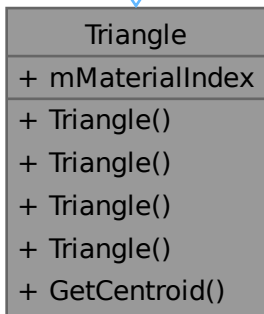 Triangle
+ mMaterialIndex
+ Triangle()
+ Triangle()
+ Triangle()
+ Triangle()
+ GetCentroid()